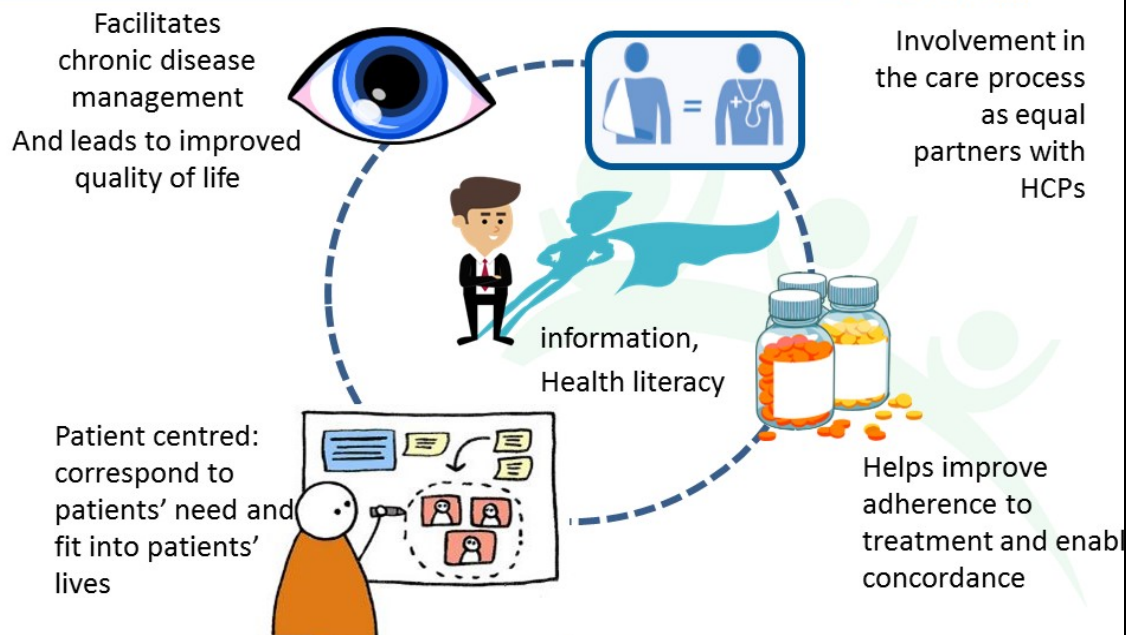 Facilitates
chronic disease
management
And leads to improved
quality of life
=
Involvement in
the care process
as equal
partners with
HCPs
information,
Health literacy
Patient centred:
correspond to
patients’ need and
fit into patients’
lives
Helps improve
adherence to
treatment and enabl
concordance